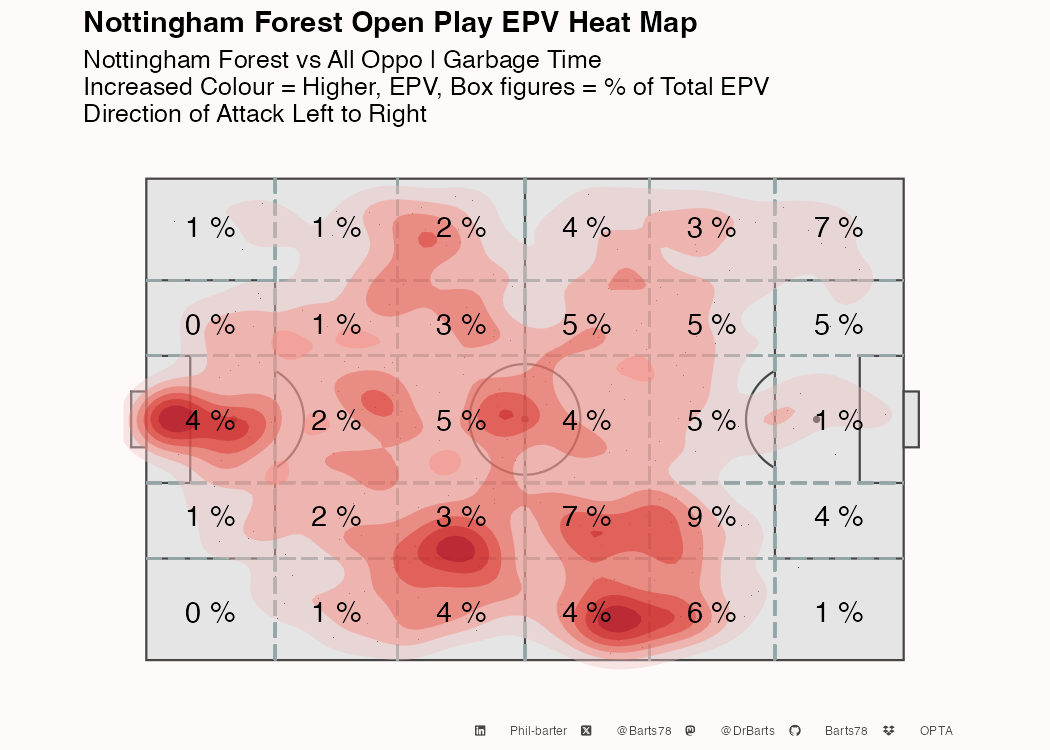 Nottingham Forest Open Play EPV Heat Map
Nottingham Forest vs All Oppo | Garbage Time
Increased Colour = Higher, EPV, Box figures = % of Total EPV
Direction of Attack Left to Right
1 % 1 % 2 % 4 % 3 % 7 %
0 % 1 % 3 % 5 % 5 % 5 %
4 % 2 % 5 % 4 % 5 % 1 %
1 % 2 % 3 % 7 % 9 % 4 %
0 % 1 % 4 % 4 % 6 % 1 %
Phil-barter @Barts78 @DrBarts Barts78 OPTA